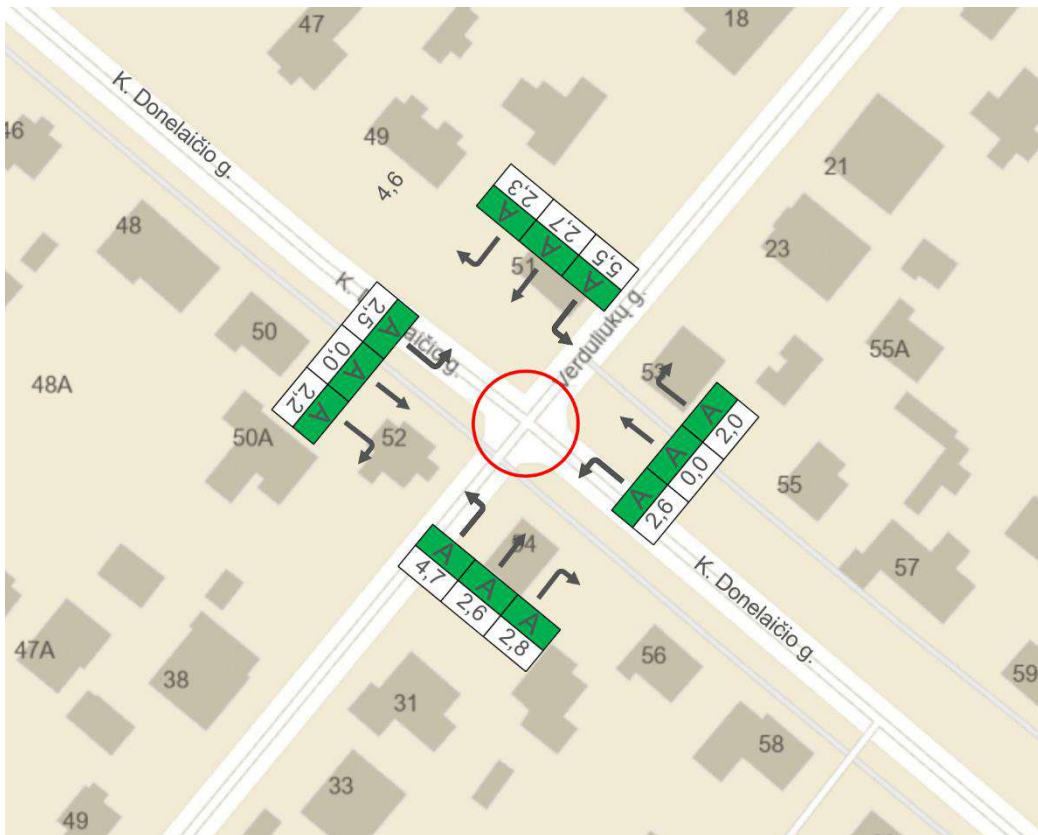 47
18
K. Donelaičio g.
46
49
21
4,6
2,3
2,7
5,5
A
A
A
48
23
51
K. D
laičio g.
Verduliukų g.
2,5
0,0
2,2
A
A
A
50
55A
53
48A
50A
52
A
A
A
2,0
0,0
2,6
55
54
A
A
A
4,7
2,6
2,8
57
K. Donelaičio g.
47A
38
56
59
31
58
33
49